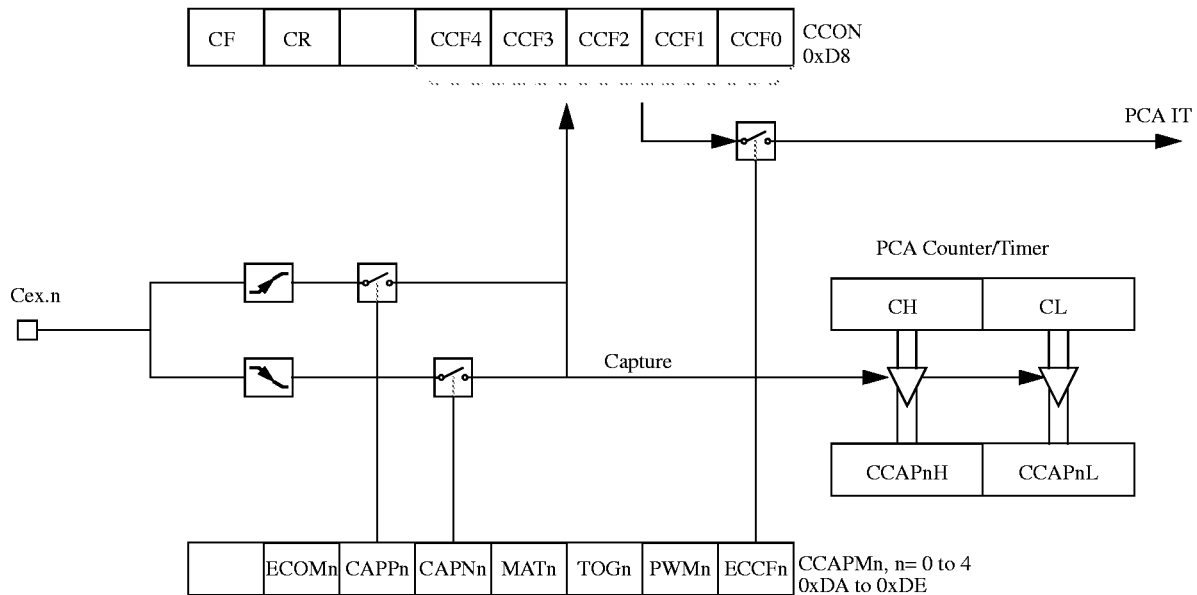 CF CR CCF4 CCF3 CCF2 CCF1 CCF0 CCON
0xD8
PCA IT
PCA Counter/Timer
Cex.n
CH CL
Capture
CCAPnH CCAPnL
ECOMn CAPPn CAPNn MATn TOGn PWMn ECCFn CCAPMn, n= 0 to 4
0xDA to 0xDE